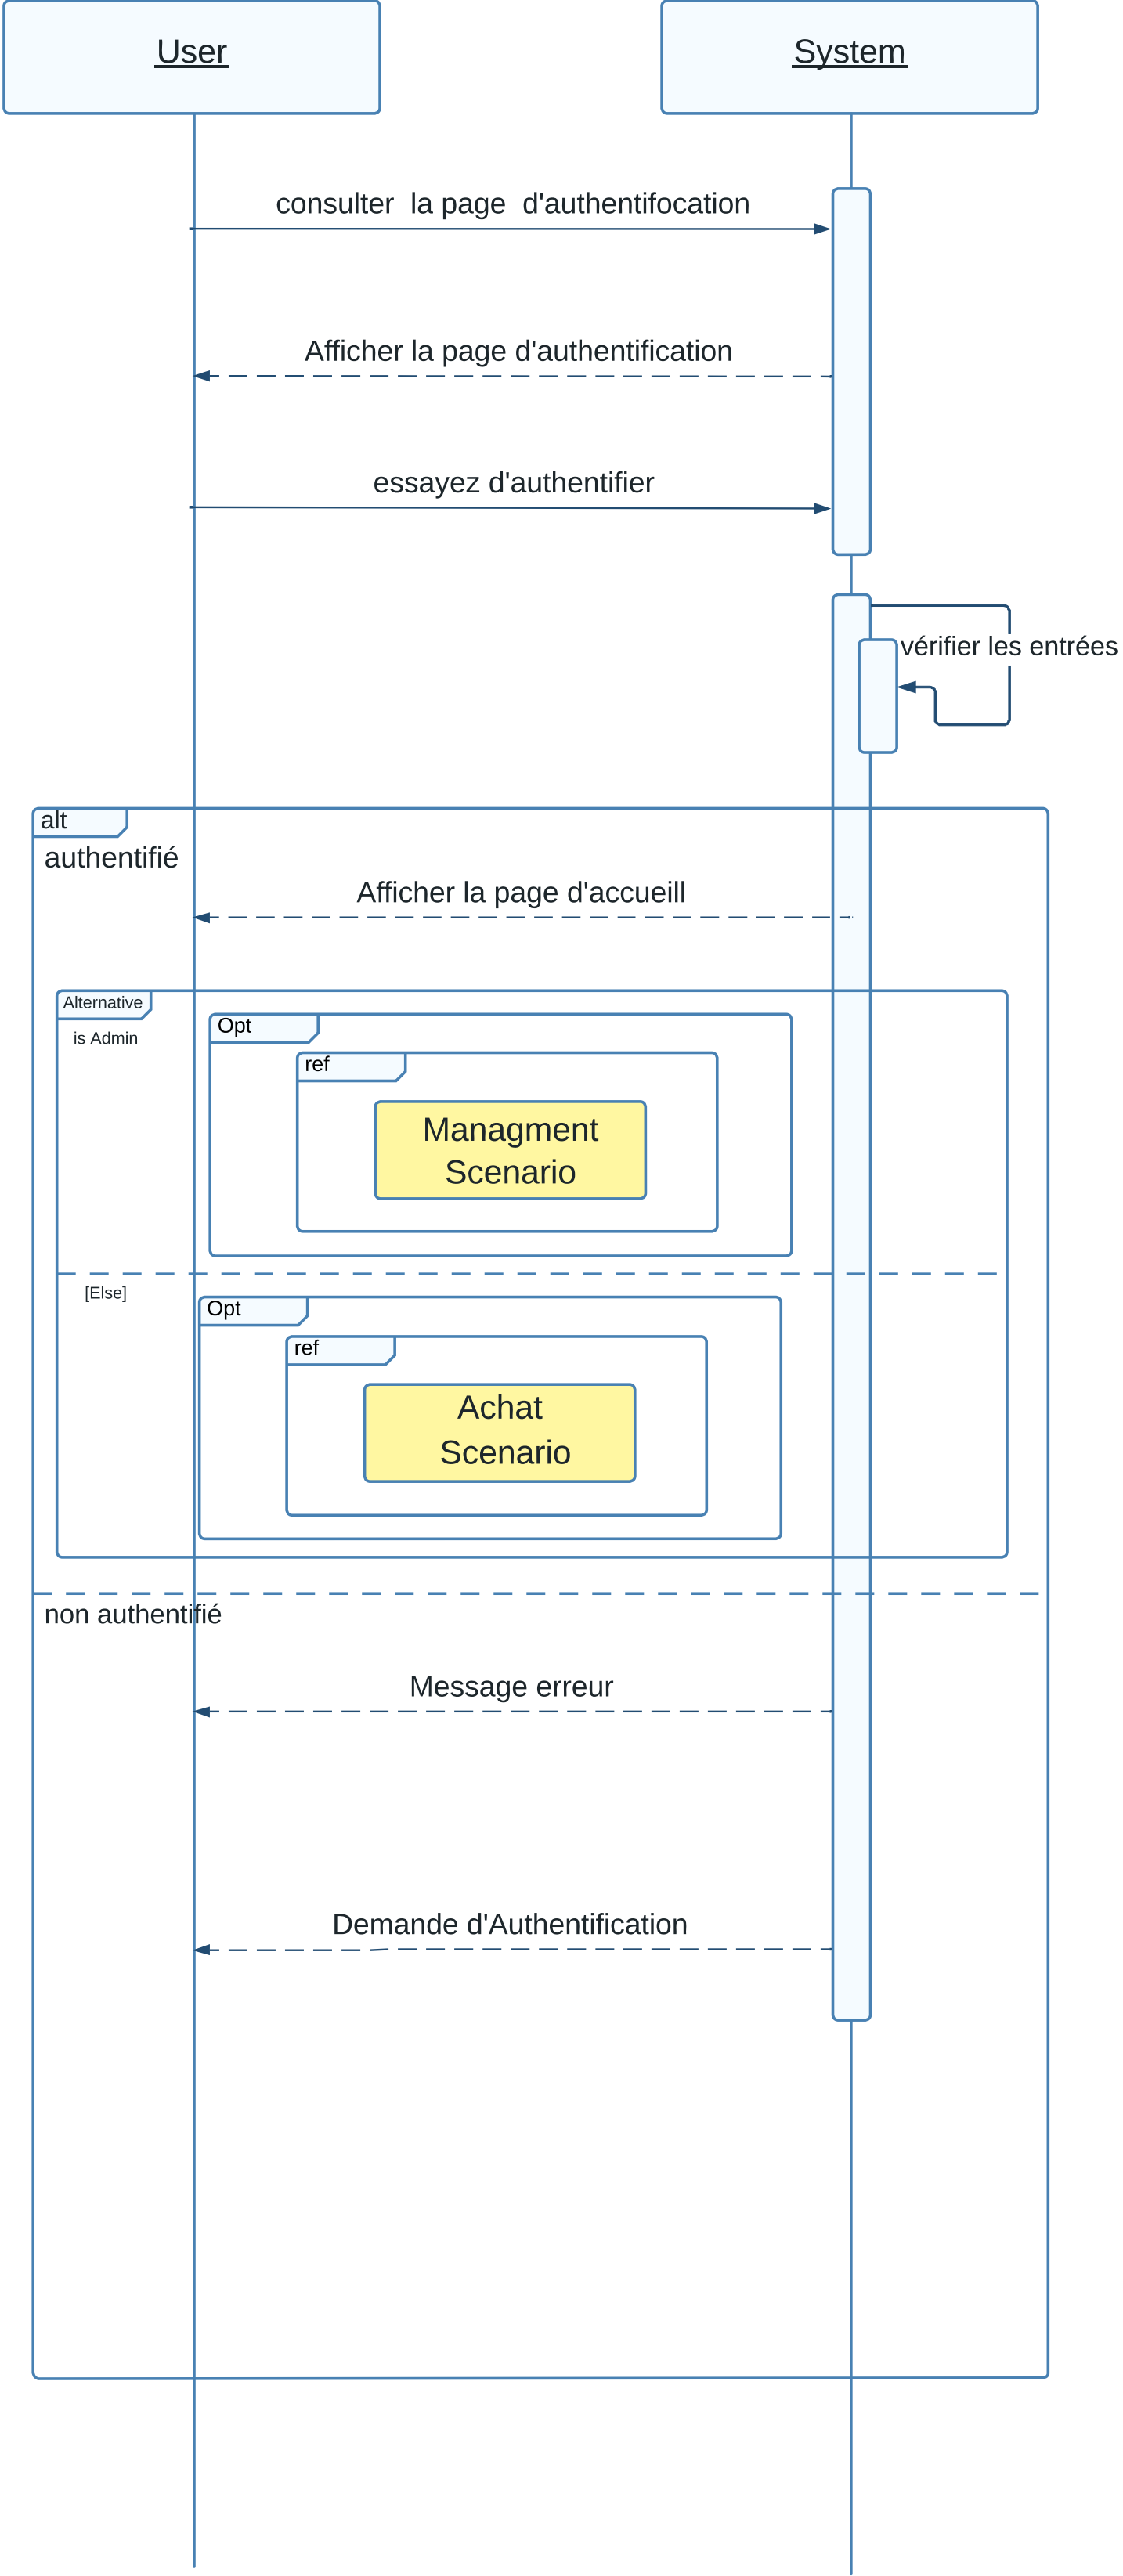 User
System
consulter  la page  d'authentifocation
Afficher la page d'authentification
essayez d'authentifier
vérifier les entrées
alt
authentifié
Afficher la page d'accueill
Alternative
is Admin
Opt
ref
Managment
Scenario
[Else]
Opt
ref
Achat
Scenario
non authentifié
Message erreur
Demande d'Authentification